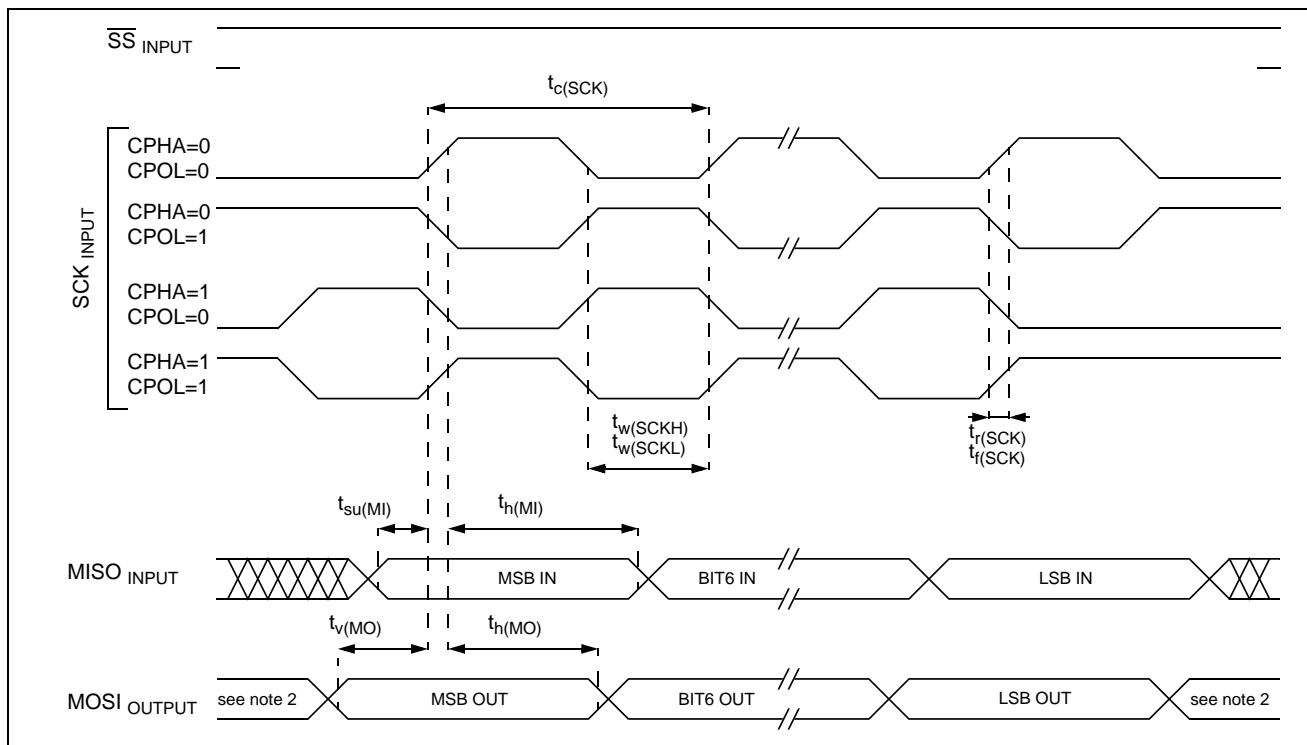 SS INPUT
tc(SCK)
SCK INPUT
CPHA=0
CPOL=0
CPHA=0
CPOL=1
CPHA=1
CPOL=0
CPHA=1
CPOL=1
tw(SCKH)
tw(SCKL)
tr(SCK)
tf(SCK)
tsu(MI)
th(MI)
MISO INPUT
MSB IN
BIT6 IN
LSB IN
tv(MO)
th(MO)
MOSI OUTPUT
see note 2
MSB OUT
BIT6 OUT
LSB OUT
see note 2